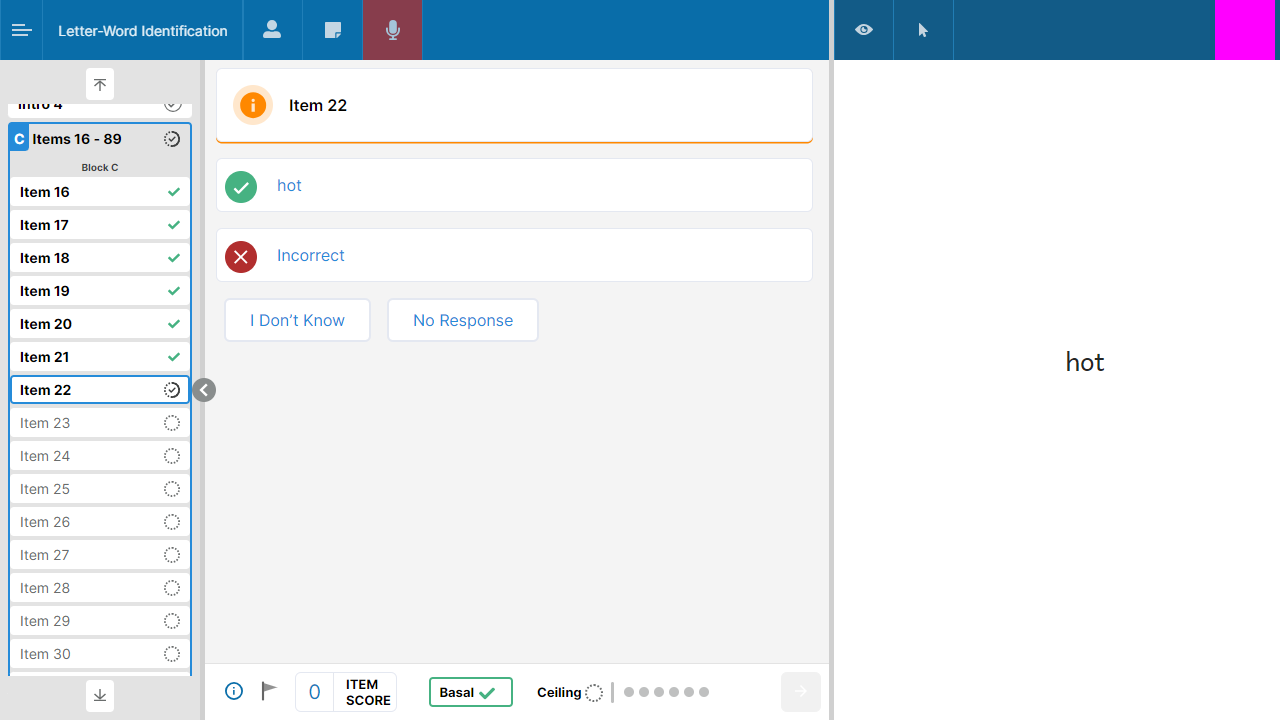 Letter-Word Identification
Intro 4
C Items 16 - 89
Block C
Item 16
Item 17
Item 18
Item 19
Item 20
Item 21
Item 22
Item 23
Item 24
Item 25
Item 26
Item 27
Item 28
Item 29
Item 30
Item 22
hot
Incorrect
I Don’t Know No Response
0 ITEM SCORE Basal Ceiling
hot